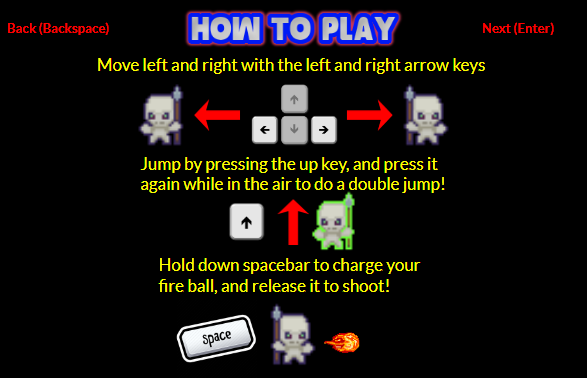 Back (Backspace)
HOW TO PLAY
Next (Enter)
Move left and right with the left and right arrow keys
Jump by pressing the up key, and press it
again while in the air to do a double jump!
Hold down spacebar to charge your
fire ball, and release it to shoot!
Space